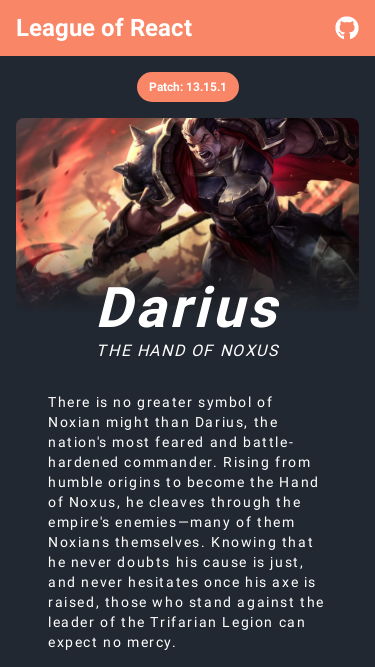 League of React
Patch: 13.15.1
Darius
THE HAND OF NOXUS
There is no greater symbol of
Noxian might than Darius, the
nation's most feared and battle-
hardened commander. Rising from
humble origins to become the Hand
of Noxus, he cleaves through the
empire's enemies—many of them
Noxians themselves. Knowing that
he never doubts his cause is just,
and never hesitates once his axe is
raised, those who stand against the
leader of the Trifarian Legion can
expect no mercy.